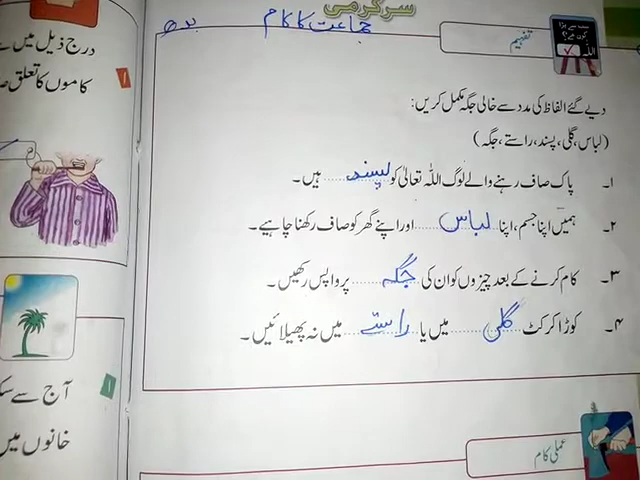 سرگرمی
جماعت کا کام
تفہیم
اللہ
دیے گئے الفاظ کی مدد سے خالی جگہ مکمل کریں:
(لباس، گلی، پسند، راستے، جگہ)
۱۔ پاک صاف رہنے والے لوگ اللہ تعالیٰ کو پسند ہیں۔
۲۔ ہمیں اپنا جسم، اپنا لباس اور اپنے گھر کو صاف رکھنا چاہیے۔
۳۔ کام کرنے کے بعد چیزوں کو ان کی جگہ پر واپس رکھیں۔
۴۔ کوڑا کرکٹ گلی میں یا راستے میں نہ پھیلائیں۔
عملی کام
درج ذیل میں
کاموں کا تعلق
آج سے
خانوں میں